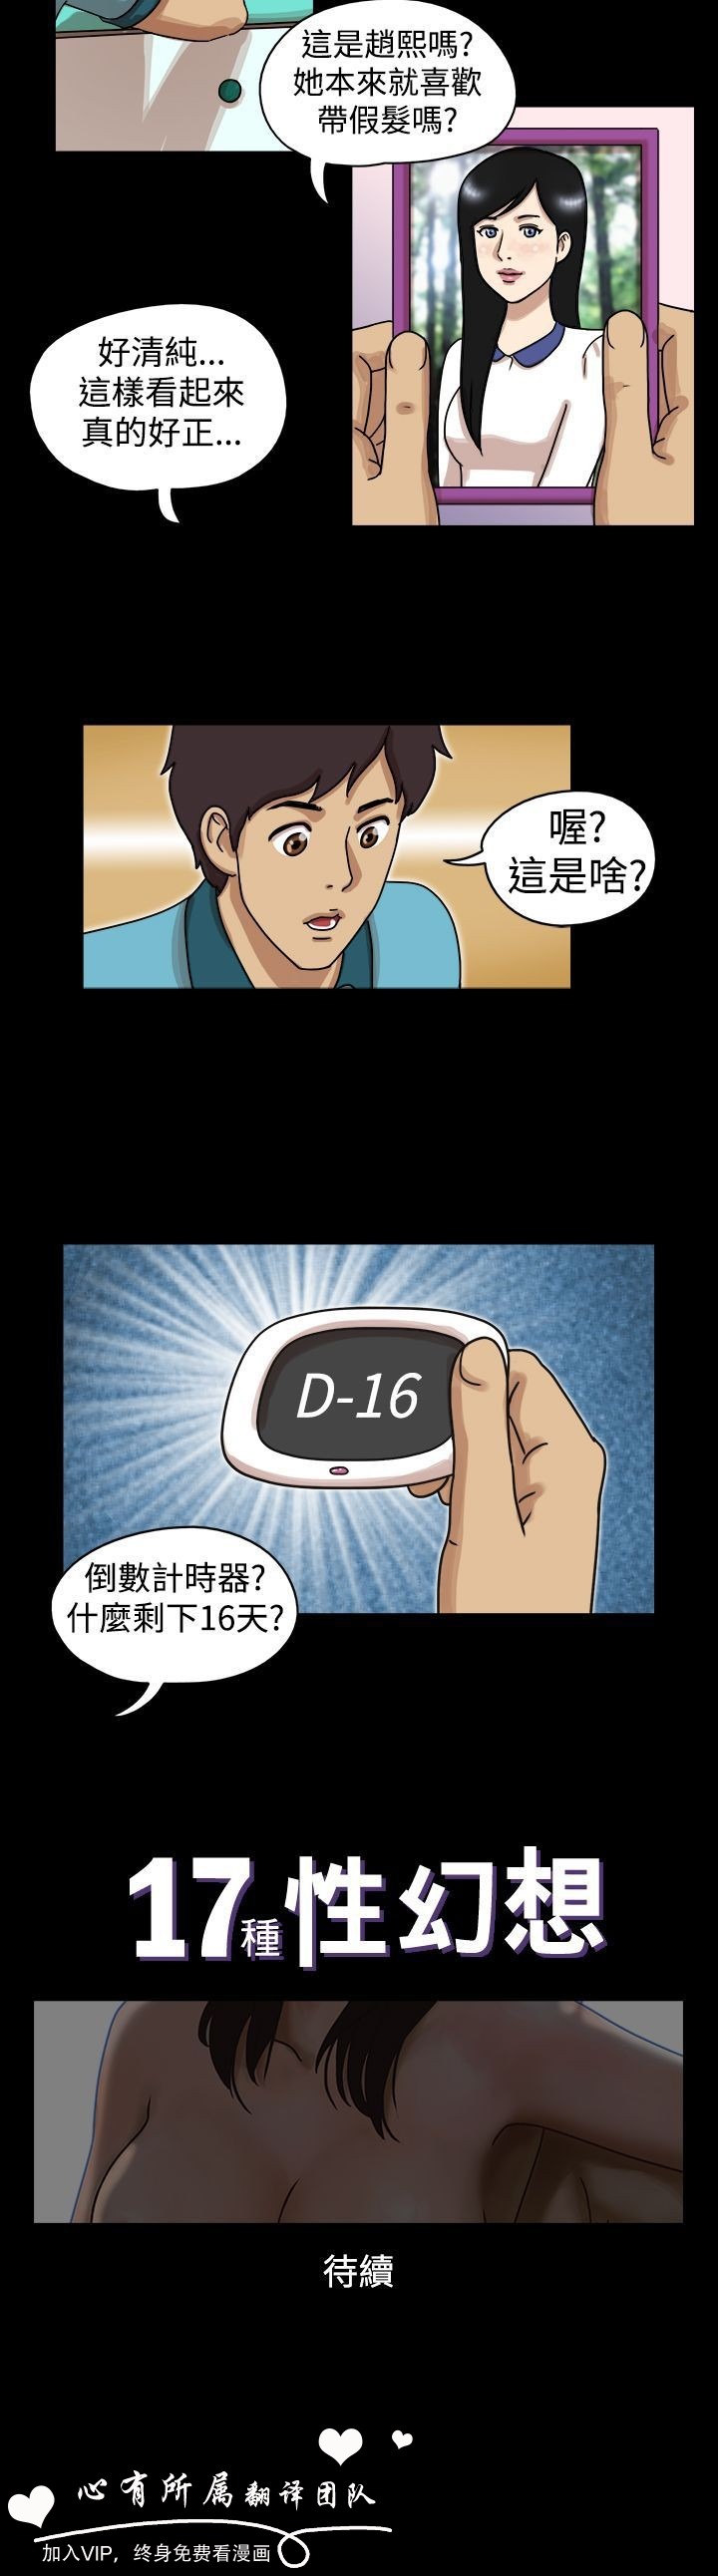 這是趙熙嗎?
她本來就喜歡
帶假髮嗎?
好清純...
這樣看起來
真的好正...
喔?
這是啥?
D-16
倒數計時器?
什麼剩下16天?
17種性幻想
待續
心有所属翻译团队
加入VIP，终身免费看漫画